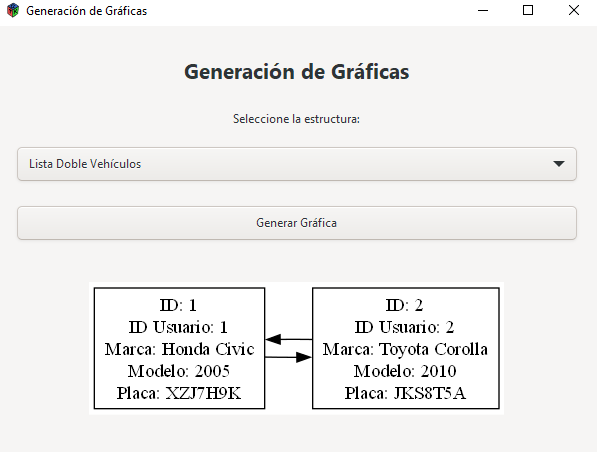 Generación de Gráficas
Generación de Gráficas
Seleccione la estructura:
Lista Doble Vehículos
Generar Gráfica
ID: 1
ID Usuario: 1
Marca: Honda Civic
Modelo: 2005
Placa: XZJ7H9K
ID: 2
ID Usuario: 2
Marca: Toyota Corolla
Modelo: 2010
Placa: JKS8T5A